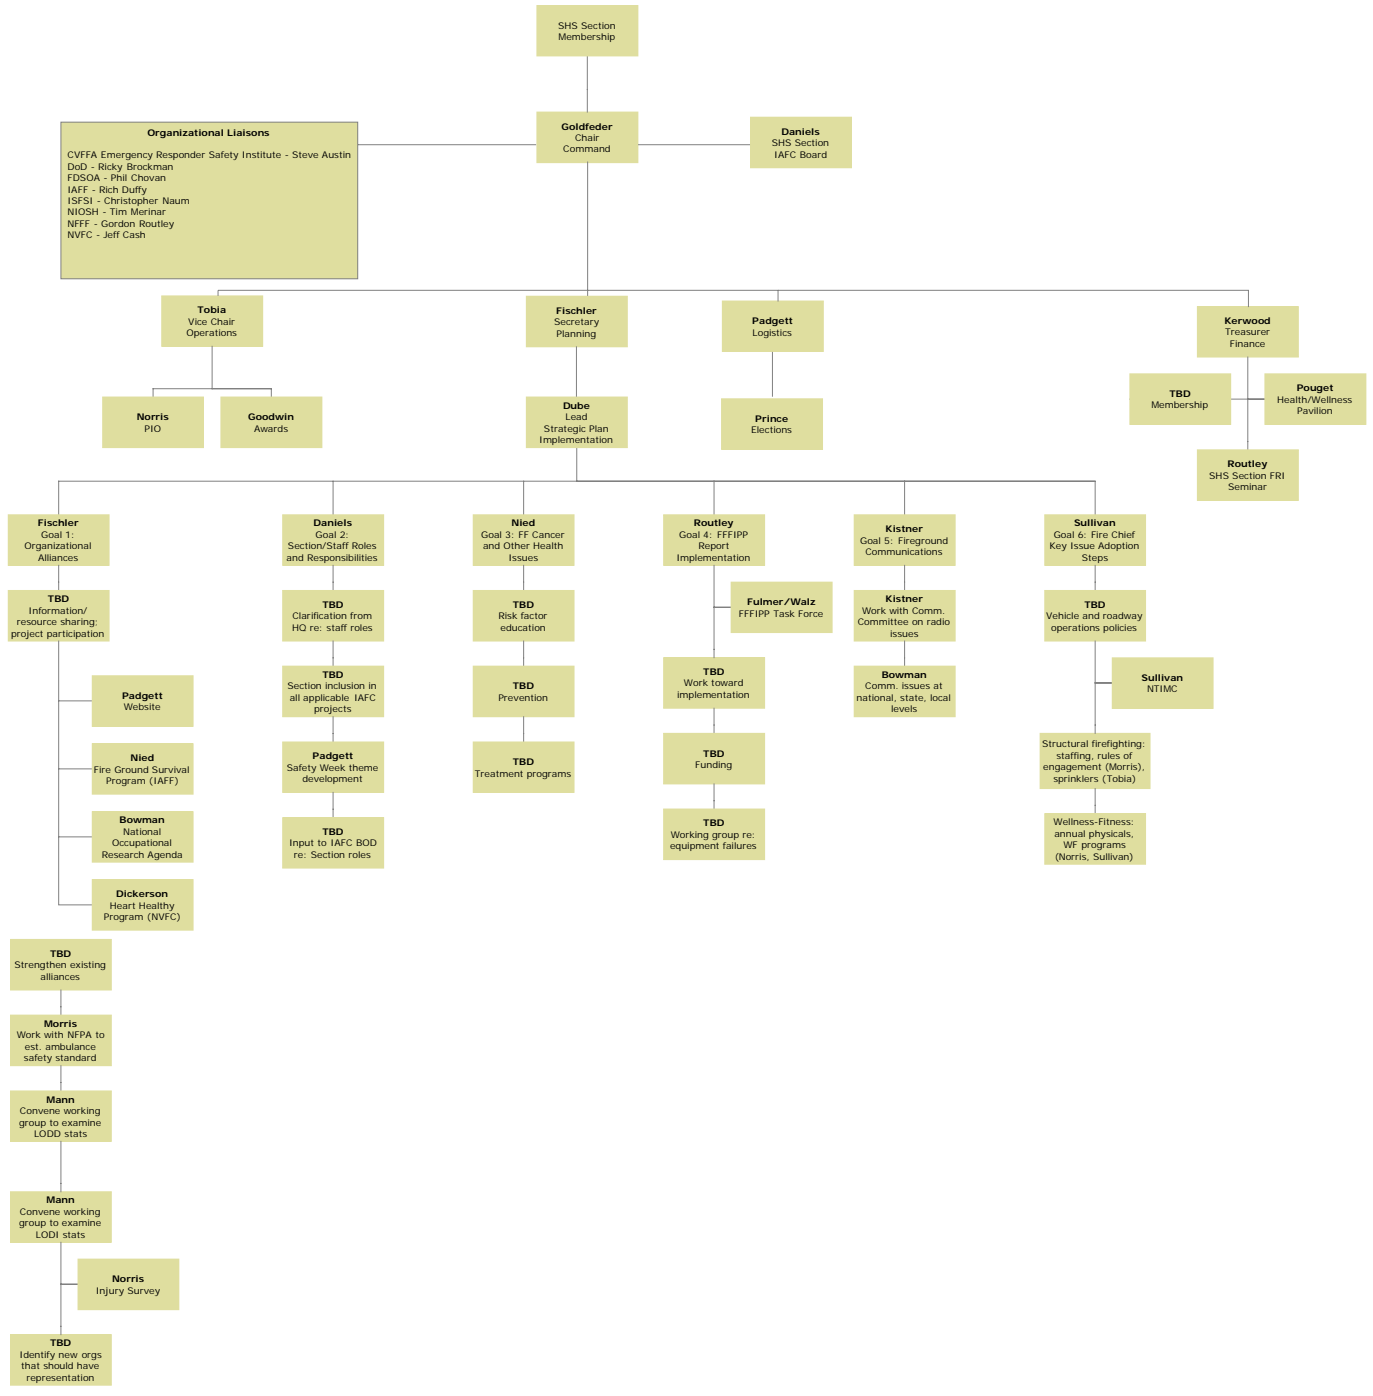 SHS Section
Membership
Goldfeder
Chair
Command
Daniels
SHS Section
IAFC Board
Organizational Liaisons
CVFFA Emergency Responder Safety Institute - Steve Austin
DoD - Ricky Brockman
FDSOA - Phil Chovan
IAFF - Rich Duffy
ISFSI - Christopher Naum
NIOSH - Tim Merinar
NFFF - Gordon Routley
NVFC - Jeff Cash
Tobia
Vice Chair
Operations
Fischler
Secretary
Planning
Padgett
Logistics
Kerwood
Treasurer
Finance
Norris
PIO
Goodwin
Awards
Dube
Lead
Strategic Plan
Implementation
Prince
Elections
TBD
Membership
Pouget
Health/Wellness
Pavilion
Routley
SHS Section FRI
Seminar
Fischler
Goal 1:
Organizational
Alliances
Daniels
Goal 2:
Section/Staff Roles
and Responsibilities
Nied
Goal 3: FF Cancer
and Other Health
Issues
Routley
Goal 4: FFFIPP
Report
Implementation
Kistner
Goal 5: Fireground
Communications
Sullivan
Goal 6: Fire Chief
Key Issue Adoption
Steps
TBD
Information/
resource sharing;
project participation
Padgett
Website
Nied
Fire Ground Survival
Program (IAFF)
Bowman
National
Occupational
Research Agenda
Dickerson
Heart Healthy
Program (NVFC)
TBD
Clarification from
HQ re: staff roles
TBD
Section inclusion in
all applicable IAFC
projects
Padgett
Safety Week theme
development
TBD
Input to IAFC BOD
re: Section roles
TBD
Risk factor
education
TBD
Prevention
TBD
Treatment programs
Fulmer/Walz
FFFIPP Task Force
TBD
Work toward
implementation
TBD
Funding
TBD
Working group re:
equipment failures
Kistner
Work with Comm.
Committee on radio
issues
Bowman
Comm. issues at
national, state, local
levels
TBD
Vehicle and roadway
operations policies
Sullivan
NTIMC
Structural firefighting:
staffing, rules of
engagement (Morris),
sprinklers (Tobia)
Wellness-Fitness:
annual physicals,
WF programs
(Norris, Sullivan)
TBD
Strengthen existing
alliances
Morris
Work with NFPA to
est. ambulance
safety standard
Mann
Convene working
group to examine
LODD stats
Mann
Convene working
group to examine
LODI stats
Norris
Injury Survey
TBD
Identify new orgs
that should have
representation